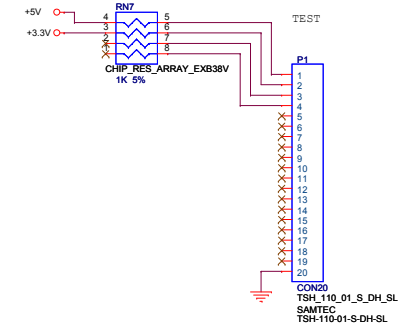 RN7
+5V
4
5
TEST
+3.3V
3
6
2
7
1
8
CHIP_RES_ARRAY_EXB38V
1K 5%
P1
1
2
3
4
5
6
7
8
9
10
11
12
13
14
15
16
17
18
19
20
CON20
TSH_110_01_S_DH_SL
SAMTEC
TSH-110-01-S-DH-SL